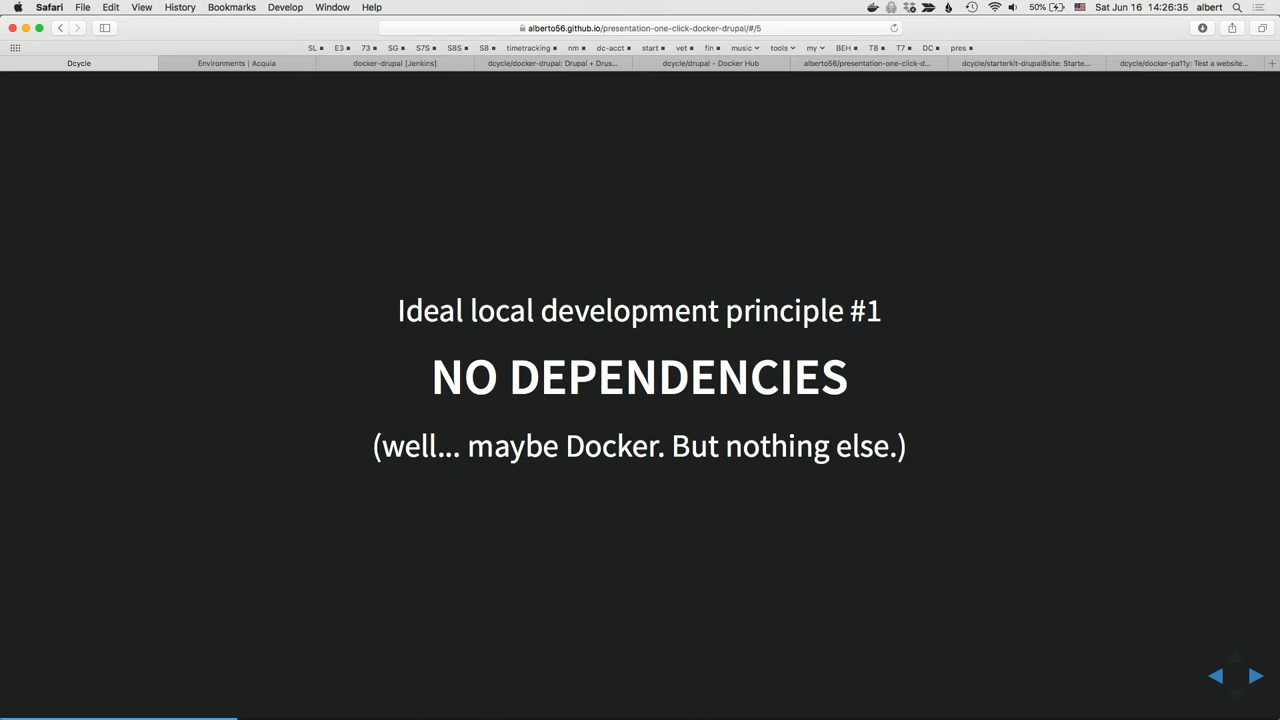 Safari File Edit View History Bookmarks Develop Window Help 50% Sat Jun 16 14:26:35 albert
alberto56.github.io/presentation-one-click-docker-drupal/#/5
SL E3 73 SG S7S S8S S8 timetracking nm dc-acct start vet fin music tools my BEH T8 T7 DC pres
Dcycle Environments | Acquia docker-drupal [Jenkins] dcycle/docker-drupal: Drupal + Drus... dcycle/drupal - Docker Hub alberto56/presentation-one-click-d... dcycle/starterkit-drupal8site: Starte... dcycle/docker-pa11y: Test a website...
Ideal local development principle #1
NO DEPENDENCIES
(well... maybe Docker. But nothing else.)